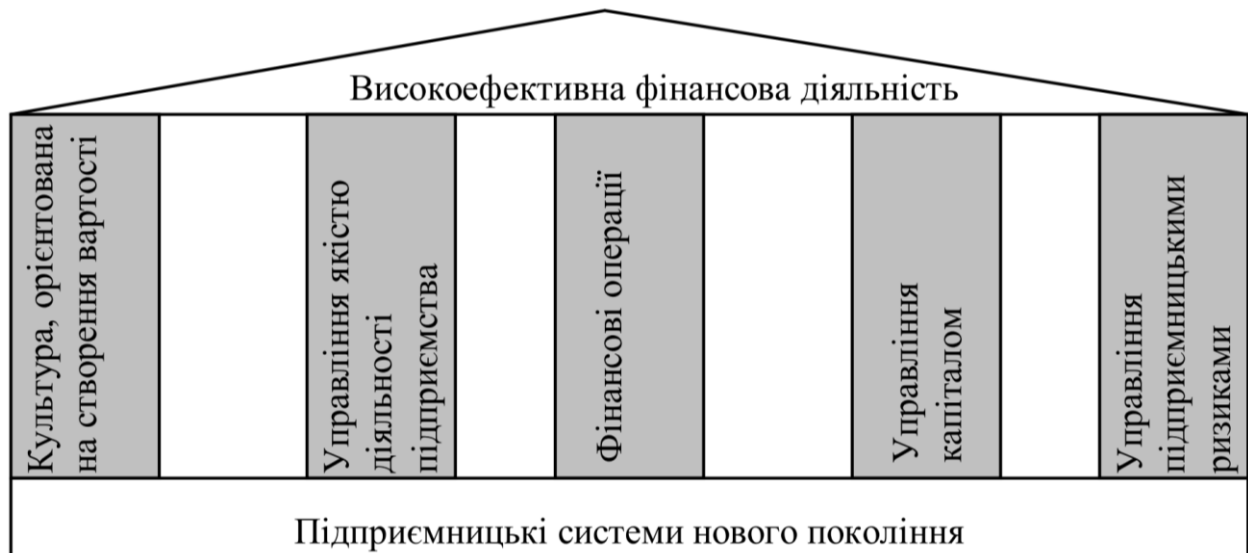 Високоефективна фінансова діяльність
Культура, орієнтована
на створення вартості
Управління якістю
діяльності
підприємства
Фінансові операції
Управління
капіталом
Управління
підприємницькими
ризиками
Підприємницькі системи нового покоління